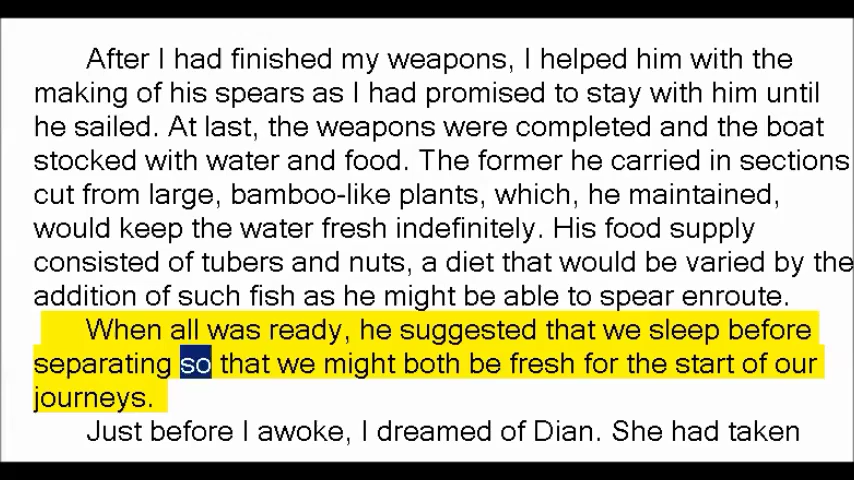 After I had finished my weapons, I helped him with the
making of his spears as I had promised to stay with him until
he sailed. At last, the weapons were completed and the boat
stocked with water and food. The former he carried in sections
cut from large, bamboo-like plants, which, he maintained,
would keep the water fresh indefinitely. His food supply
consisted of tubers and nuts, a diet that would be varied by the
addition of such fish as he might be able to spear enroute.
When all was ready, he suggested that we sleep before
separating so that we might both be fresh for the start of our
journeys.
Just before I awoke, I dreamed of Dian. She had taken